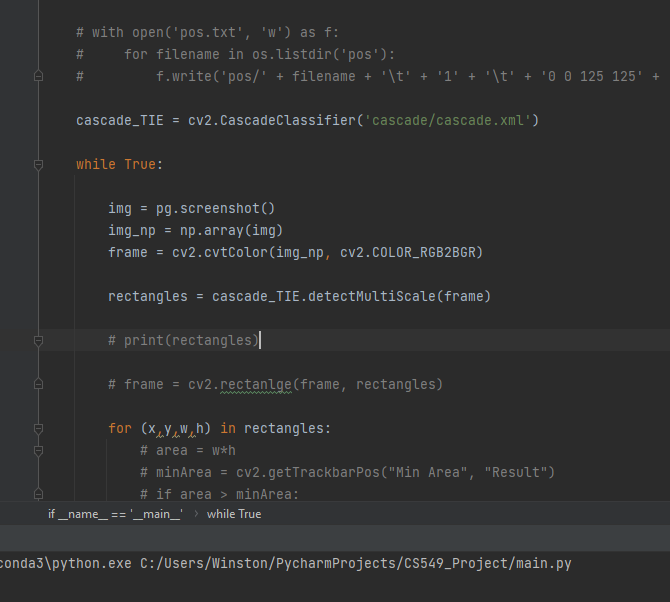 # with open('pos.txt', 'w') as f:
#     for filename in os.listdir('pos'):
#         f.write('pos/' + filename + '\t' + '1' + '\t' + '0 0 125 125' +
cascade_TIE = cv2.CascadeClassifier('cascade/cascade.xml')
while True:
img = pg.screenshot()
img_np = np.array(img)
frame = cv2.cvtColor(img_np, cv2.COLOR_RGB2BGR)
rectangles = cascade_TIE.detectMultiScale(frame)
# print(rectangles)
# frame = cv2.rectanlge(frame, rectangles)
for (x,y,w,h) in rectangles:
# area = w*h
# minArea = cv2.getTrackbarPos("Min Area", "Result")
# if area > minArea:
if __name__ == '__main__' › while True
conda3\python.exe C:/Users/Winston/PycharmProjects/CS549_Project/main.py